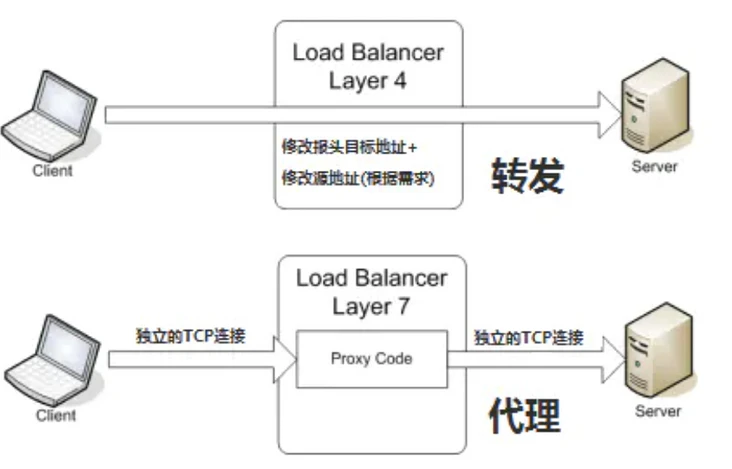 Load Balancer
Layer 4
修改报头目标地址+
修改源地址(根据需求)
转发
Client
Server
Load Balancer
Layer 7
独立的TCP连接
Proxy Code
独立的TCP连接
代理
Client
Server